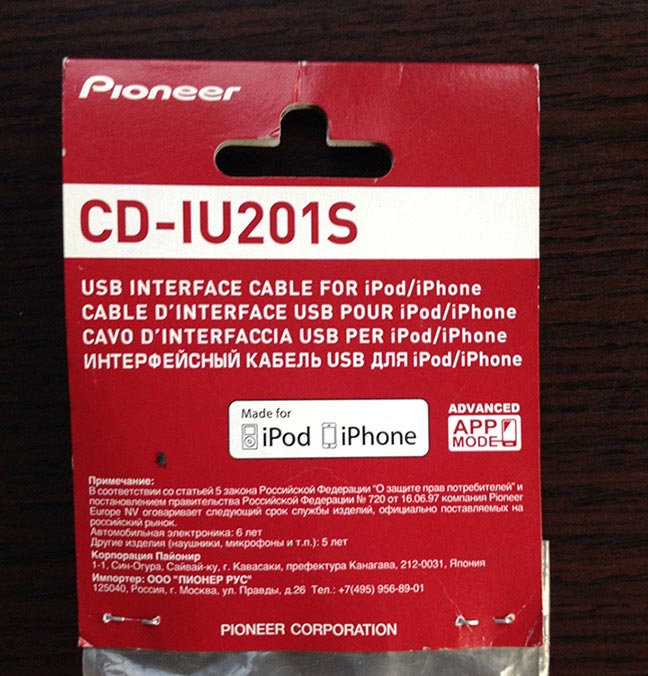 Pioneer
CD-IU201S
USB INTERFACE CABLE FOR iPod/iPhone
CABLE D'INTERFACE USB POUR iPod/iPhone
CAVO D'INTERFACCIA USB PER iPod/iPhone
ИНТЕРФЕЙСНЫЙ КАБЕЛЬ USB ДЛЯ iPod/iPhone
Made for
iPod iPhone
ADVANCED
APP
MODE
Примечание:
В соответствии со статьей 5 закона Российской Федерации "О защите прав потребителей" и
постановлением правительства Российской Федерации № 720 от 16.06.97 компания Pioneer
Europe NV оговаривает следующий срок службы изделий, официально поставляемых на
российский рынок.
Автомобильная электроника: 6 лет
Другие изделия (наушники, микрофоны и т.п.): 5 лет
Корпорация Пайонир
1-1, Син-Огура, Сайвай-ку, г. Кавасаки, префектура Канагава, 212-0031, Япония
Импортер: ООО "ПИОНЕР РУС"
125040, Россия, г. Москва, ул. Правды, д.26 Тел.: +7(495) 956-89-01
PIONEER CORPORATION